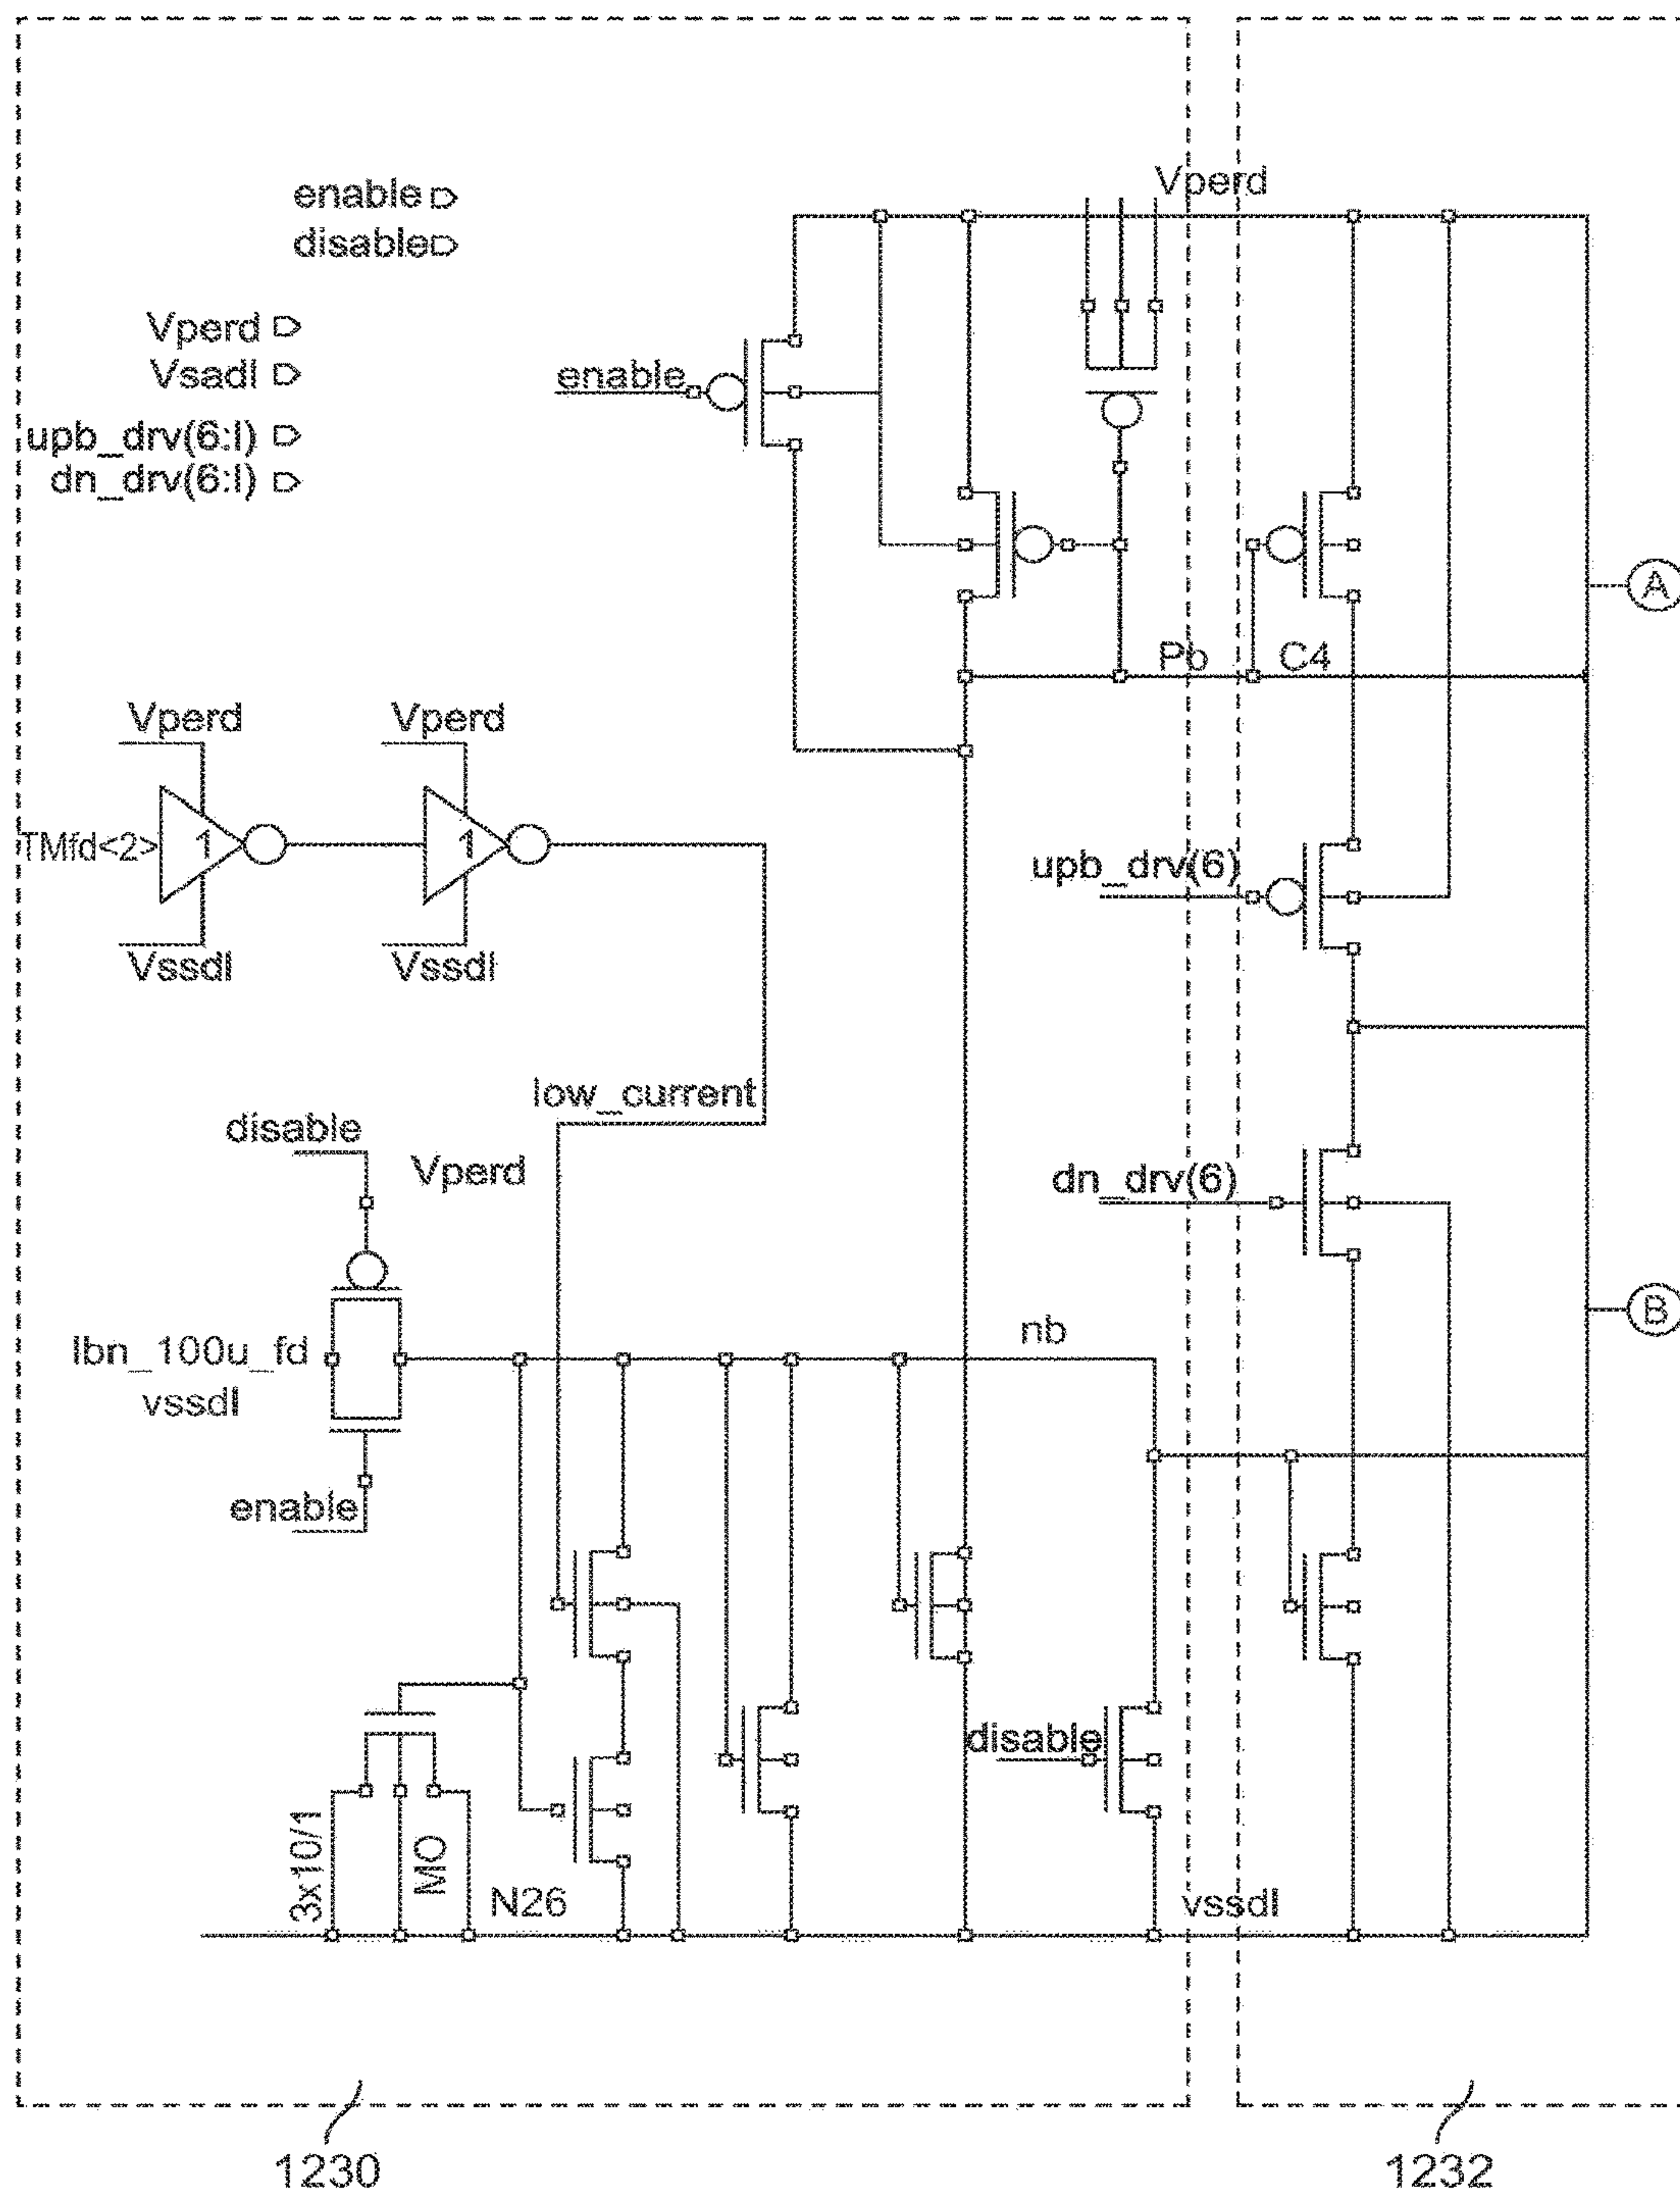 Vperd
enable
disable
Vperd
Vsadl
enable
upb_drv(6:l)
dn_drv(6:l)
A
Pb
C4
Vperd
Vperd
TMfd<2>
1
1
upb_drv(6)
Vssdl
Vssdl
low_current
disable
Vperd
dn_drv(6)
B
nb
Ibn_100u_fd
vssdl
enable
disable
3x10/1
MO
N26
vssdl
1230
1232